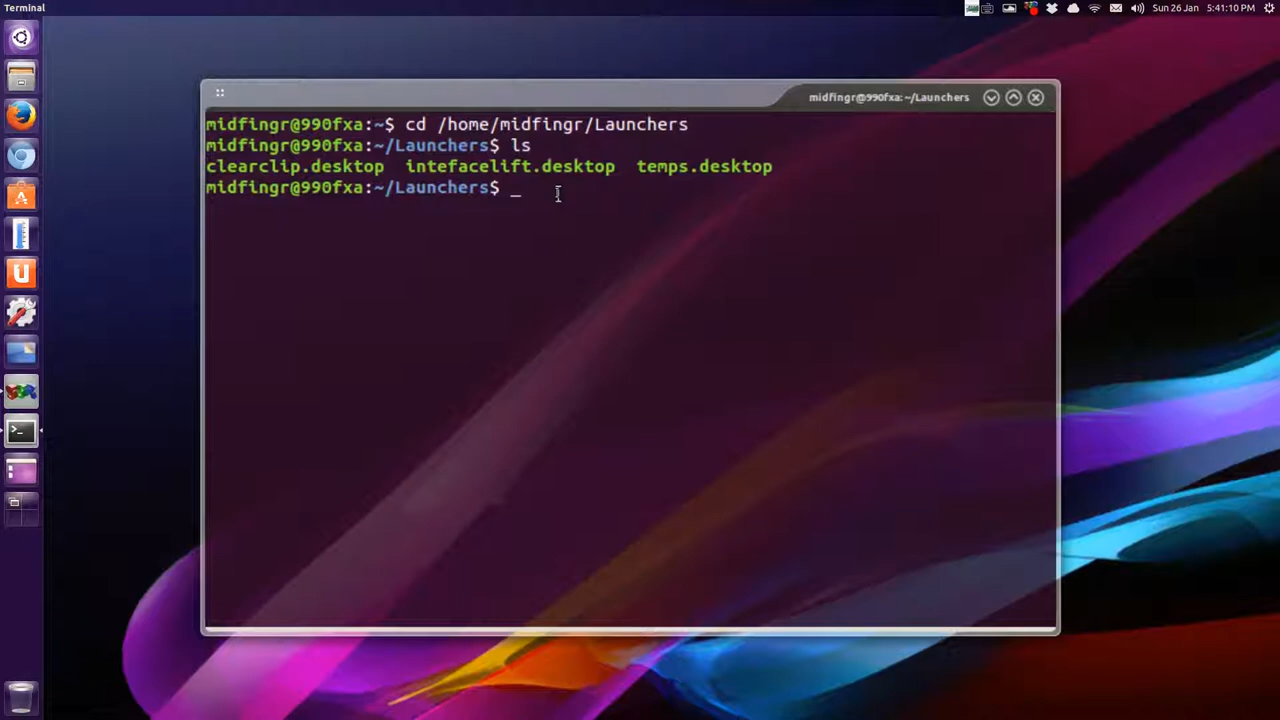 Terminal
Sun 26 Jan 5:41:10 PM
midfingr@990fxa:~/Launchers
midfingr@990fxa:~$ cd /home/midfingr/Launchers
midfingr@990fxa:~/Launchers$ ls
clearclip.desktop intefacelift.desktop temps.desktop
midfingr@990fxa:~/Launchers$ _